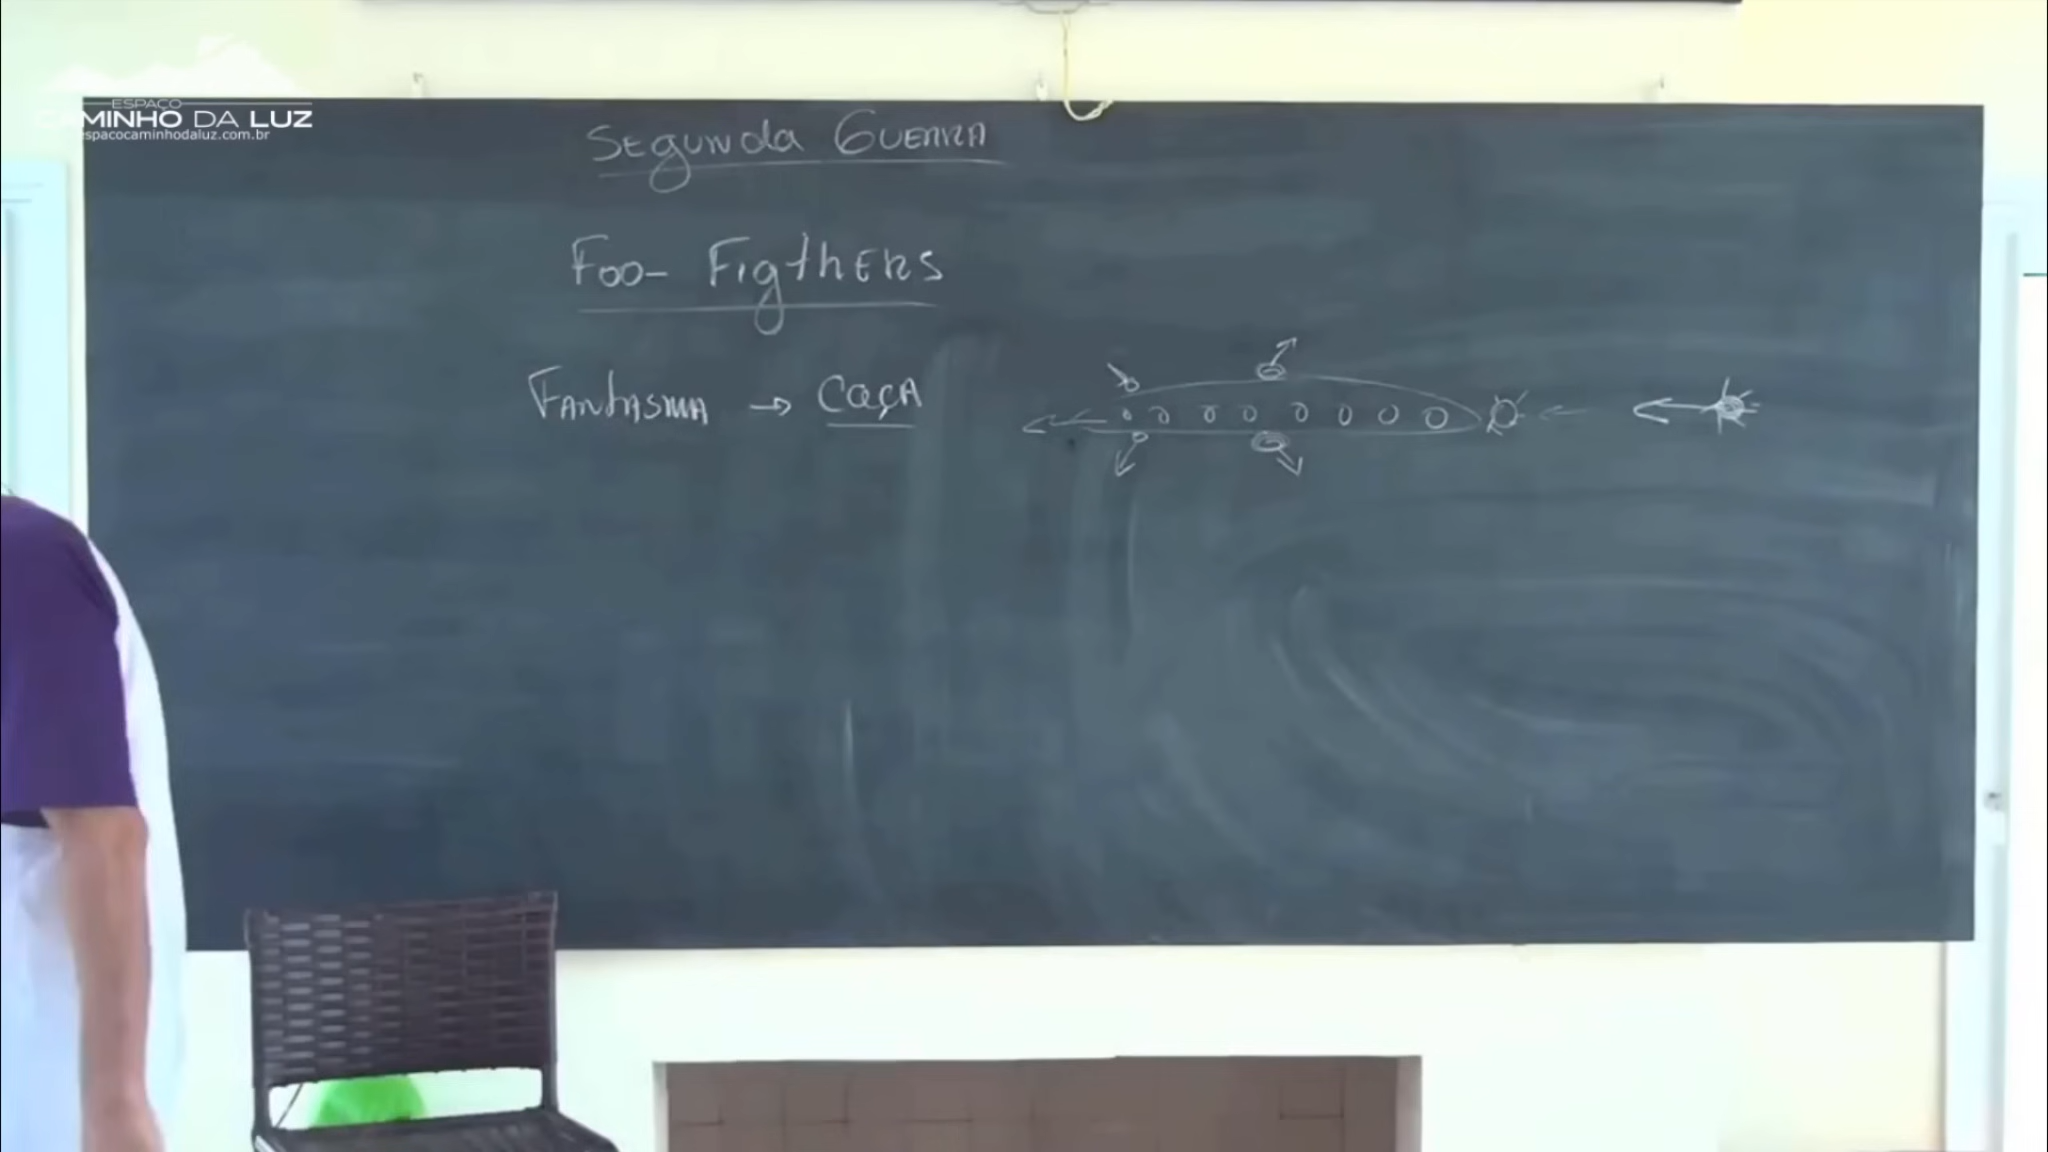 ESPAÇO
CAMINHO DA LUZ
espacocaminhodaluz.com.br
SEgunda GUERRA
Foo- FigthERS
FANtASMA → CaçA